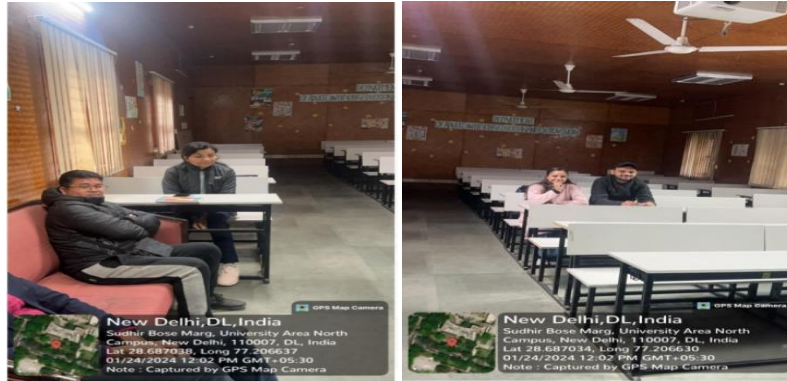 GPS Map Camera
New Delhi,DL,India
Sudhir Bose Marg, University Area North
Campus, New Delhi, 110007, DL, India
Lat 28.687038, Long 77.206637
01/24/2024 12:02 PM GMT+05:30
Note : Captured by GPS Map Camera
GPS Map Camera
New Delhi,DL,India
Sudhir Bose Marg, University Area North
Campus, New Delhi, 110007, DL, India
Lat 28.687034, Long 77.206630
01/24/2024 12:02 PM GMT+05:30
Note : Captured by GPS Map Camera